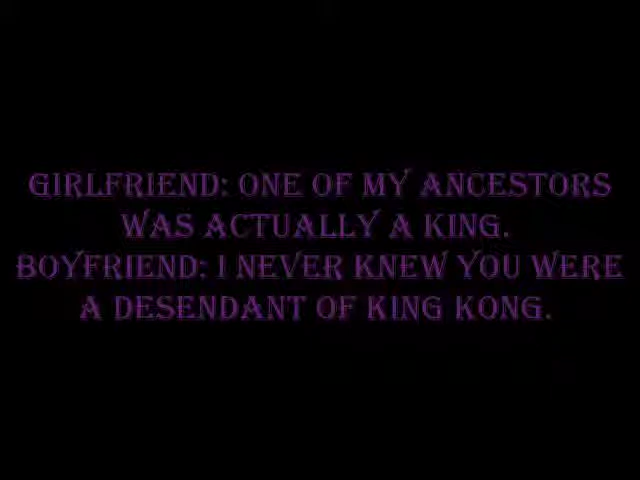 GIRLFRIEND: ONE OF MY ANCESTORS
WAS ACTUALLY A KING.
BOYFRIEND: I NEVER KNEW YOU WERE
A DESENDANT OF KING KONG.